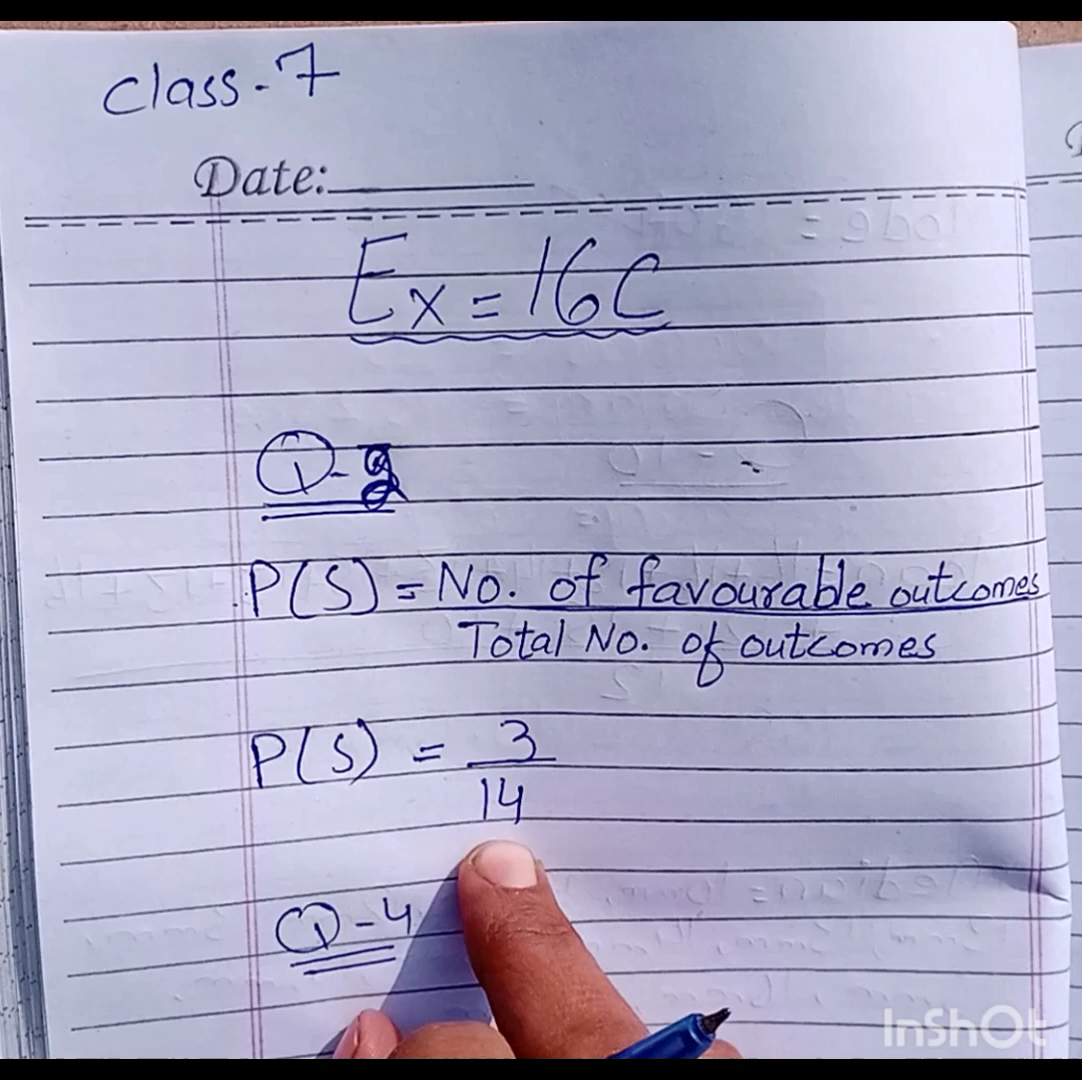 Class-7
Date:
Ex = 16C
Q-
P(S) = No. of favourable outcomes
Total No. of outcomes
P(S) = 3
14
Q-4
InShOt